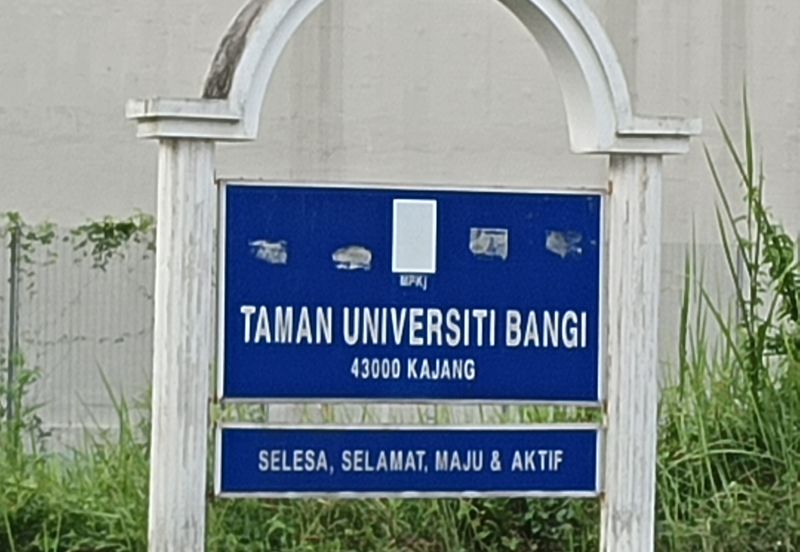 MPKj
TAMAN UNIVERSITI BANGI
43000 KAJANG
SELESA, SELAMAT, MAJU & AKTIF